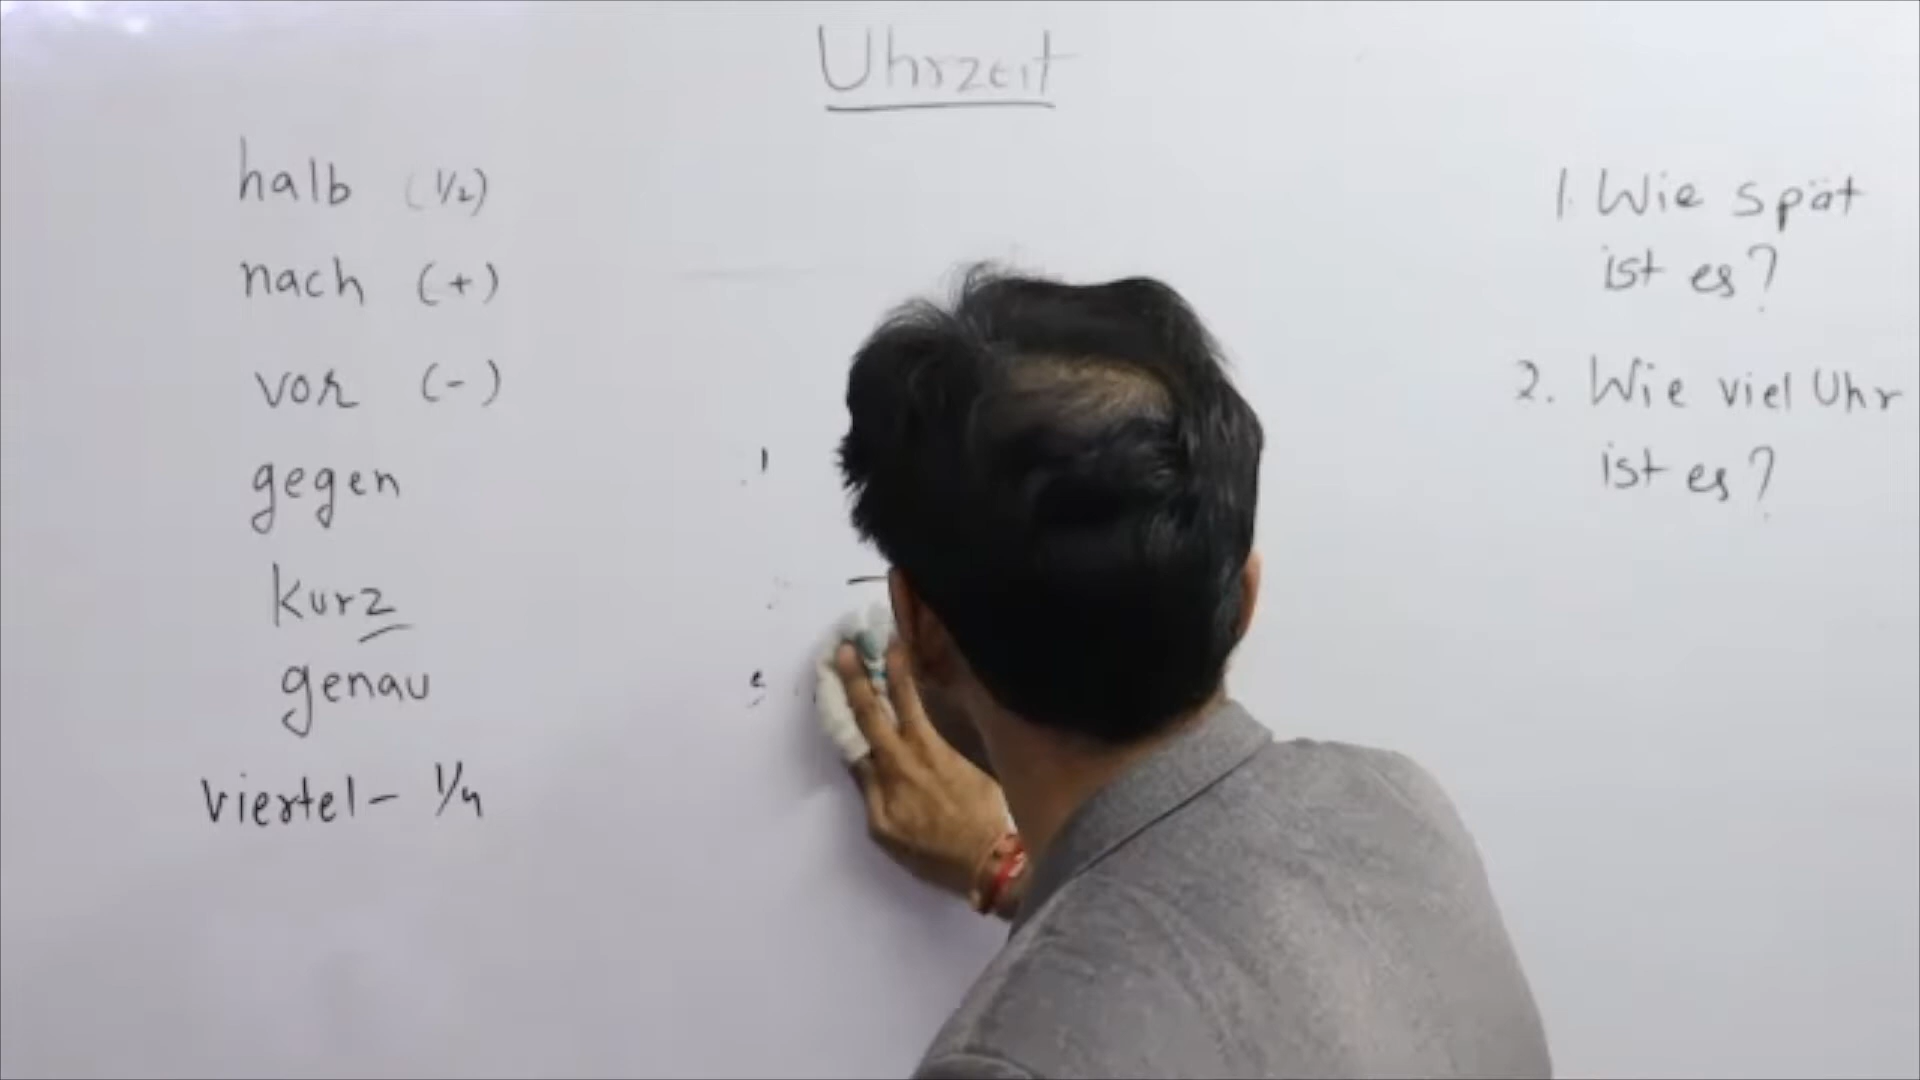 Uhrzeit
halb (1/2)
nach (+)
vor (-)
gegen
kurz
genau
viertel - 1/4
1. Wie spät
ist es?
2. Wie viel Uhr
ist es?